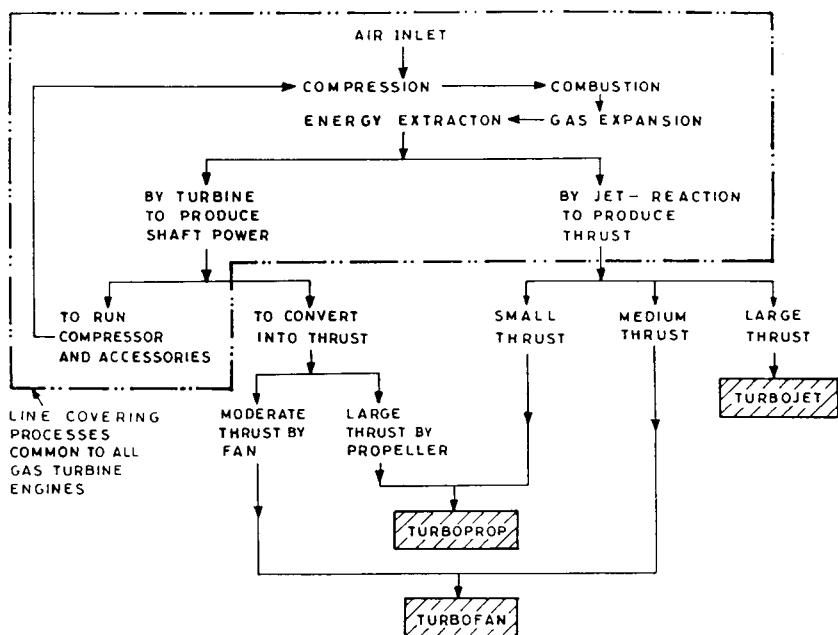 AIR INLET
COMPRESSION
COMBUSTION
ENERGY EXTRACTON
GAS EXPANSION
BY TURBINE
TO PRODUCE
SHAFT POWER
BY JET- REACTION
TO PRODUCE
THRUST
TO RUN
COMPRESSOR
AND ACCESSORIES
TO CONVERT
INTO THRUST
SMALL
THRUST
MEDIUM
THRUST
LARGE
THRUST
TURBOJET
LINE COVERING
PROCESSES
COMMON TO ALL
GAS TURBINE
ENGINES
MODERATE
THRUST BY
FAN
LARGE
THRUST BY
PROPELLER
TURBOPROP
TURBOFAN